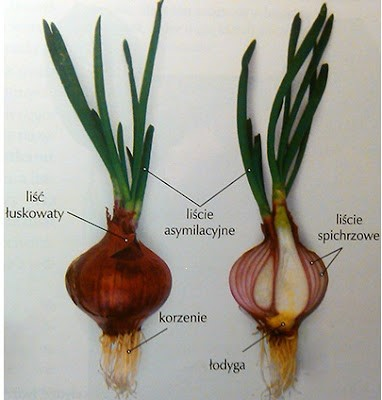 liść
łuskowaty
liście
asymilacyjne
liście
spichrzowe
korzenie
łodyga